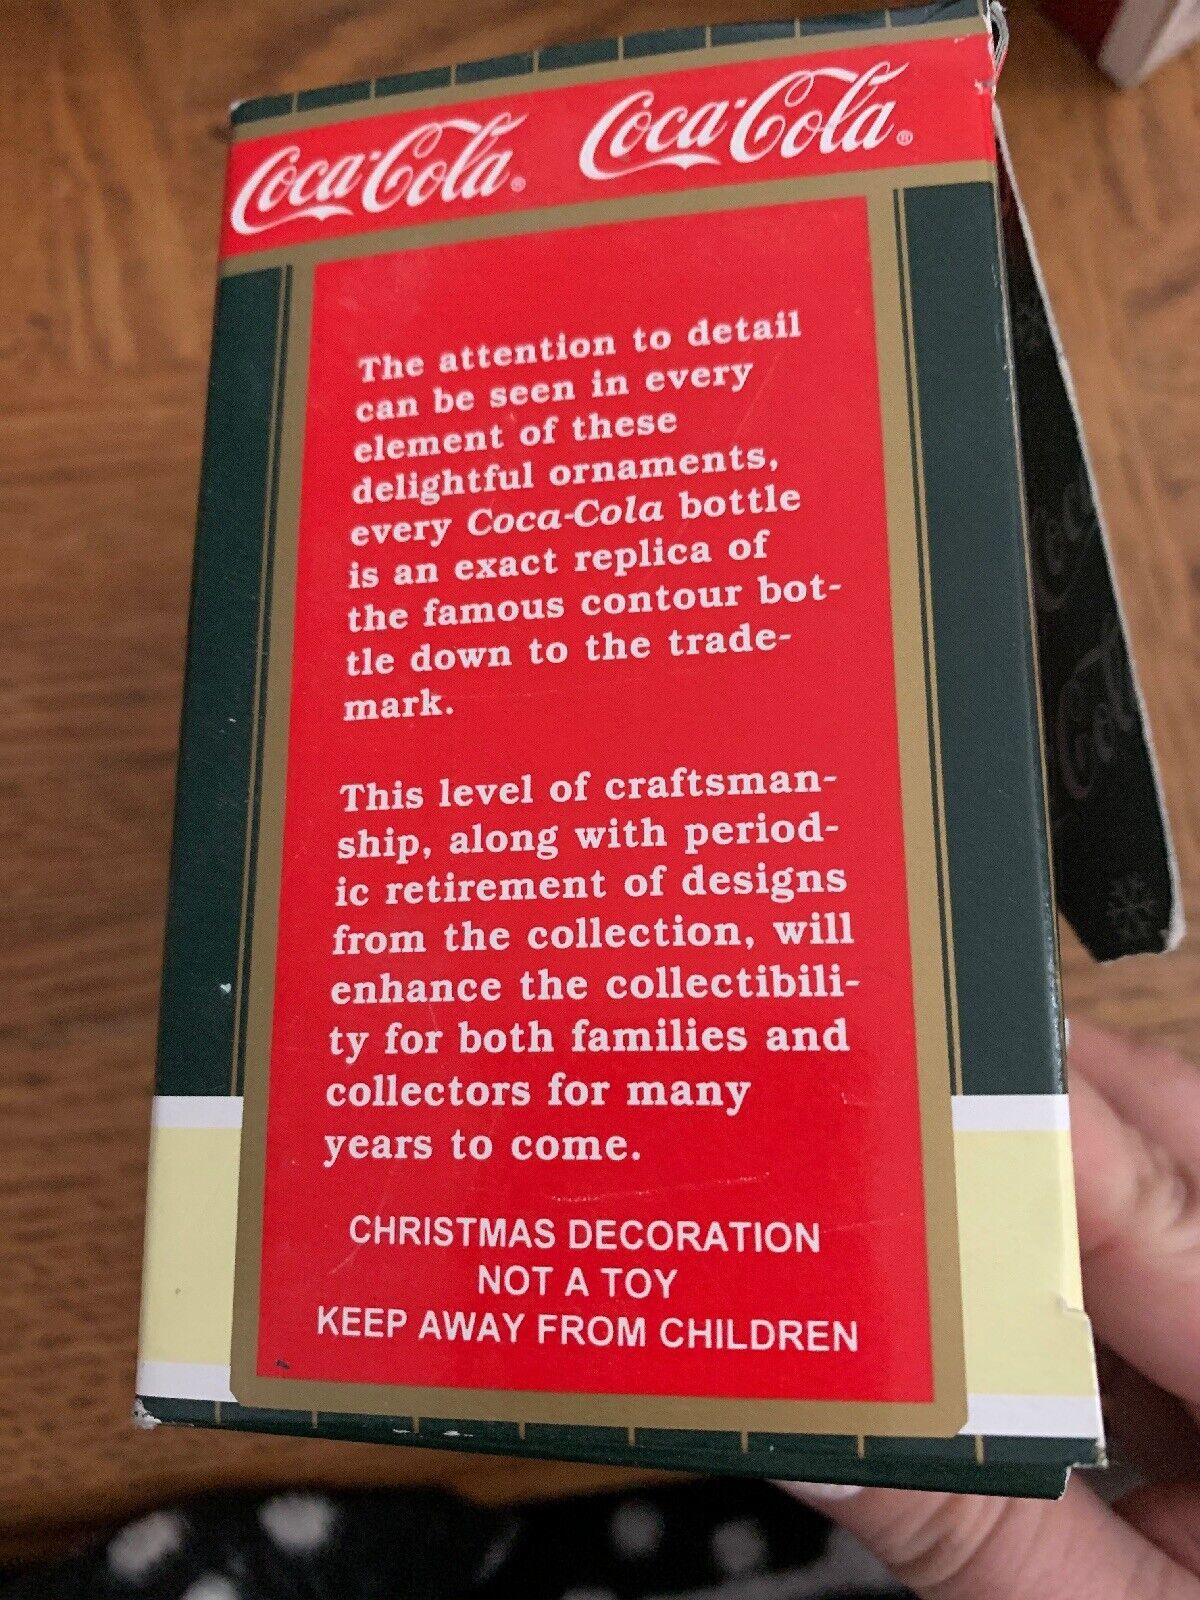 Coca-Cola® Coca-Cola®
The attention to detail
can be seen in every
element of these
delightful ornaments,
every Coca-Cola bottle
is an exact replica of
the famous contour bot-
tle down to the trade-
mark.
This level of craftsman-
ship, along with period-
ic retirement of designs
from the collection, will
enhance the collectibili-
ty for both families and
collectors for many
years to come.
CHRISTMAS DECORATION
NOT A TOY
KEEP AWAY FROM CHILDREN